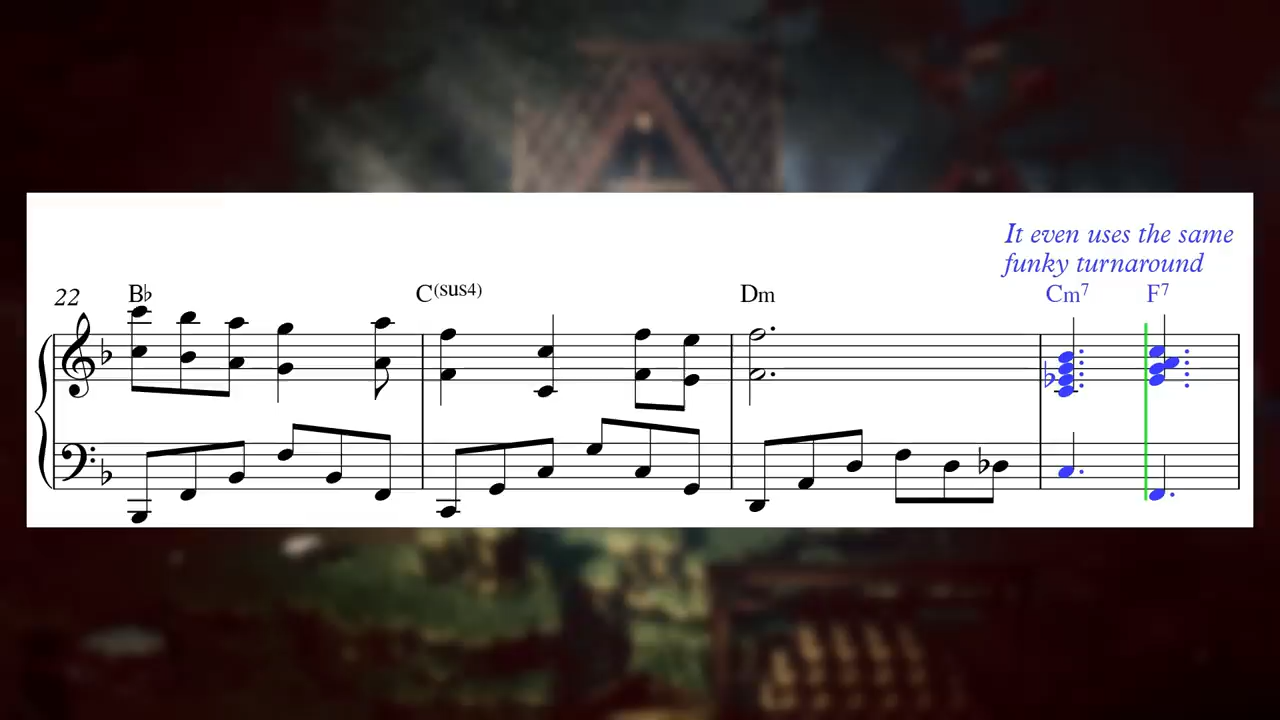 It even uses the same
funky turnaround
22 B♭ C(sus4) Dm Cm7 F7